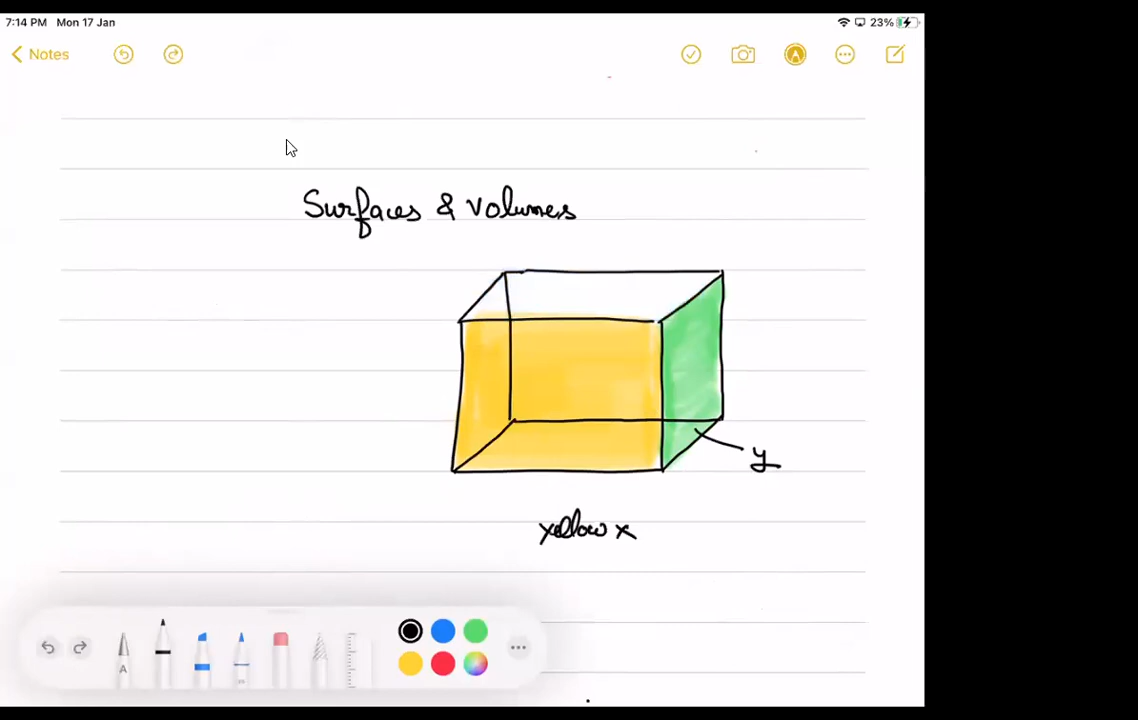 7:14 PM Mon 17 Jan
23%
Notes
Surfaces & volumes
y
yellow x
A